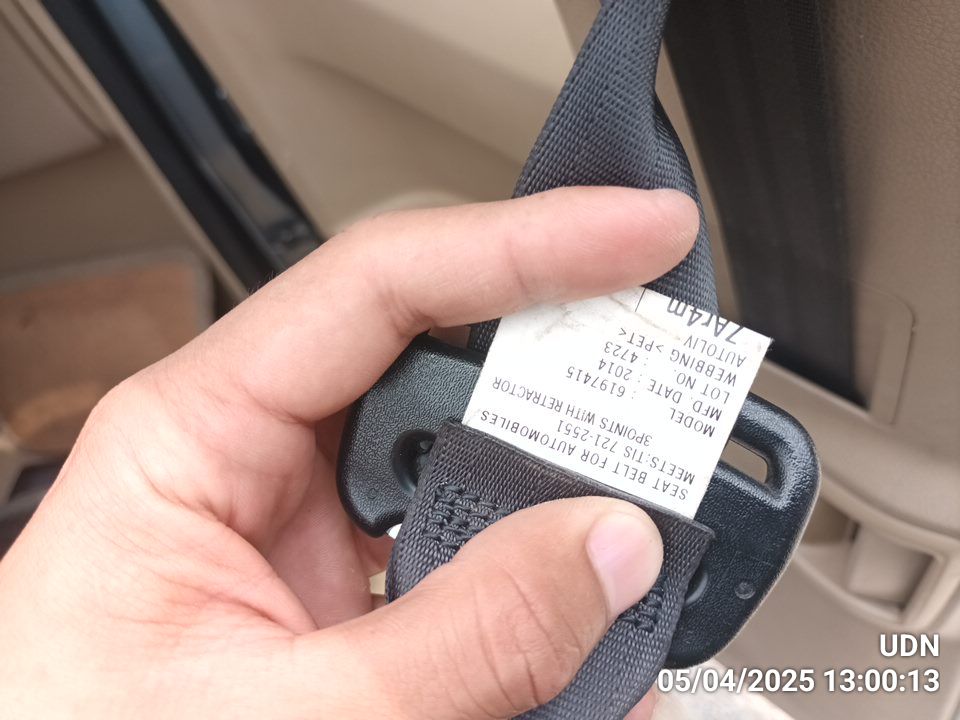 SEAT BELT FOR AUTOMOBILES
MEETS:TIS 721-2551
3POINTS WITH RETRACTOR
MODEL : 6197415
MFD. DATE : 2014
LOT NO. : 4723
WEBBING >PET<
AUTOLIV
7Ar4m
UDN
05/04/2025 13:00:13